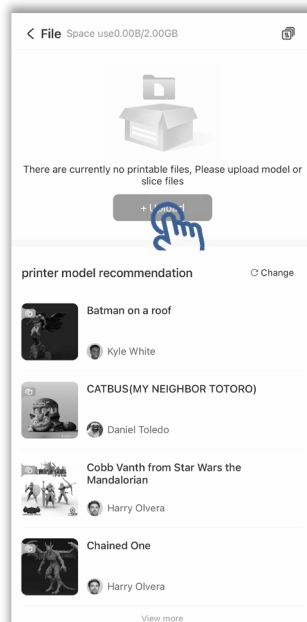 File Space use0.00B/2.00GB
There are currently no printable files, Please upload model or
slice files
+ Upload
printer model recommendation
Change
Batman on a roof
Kyle White
CATBUS(MY NEIGHBOR TOTORO)
Daniel Toledo
Cobb Vanth from Star Wars the
Mandalorian
Harry Olvera
Chained One
Harry Olvera
View more